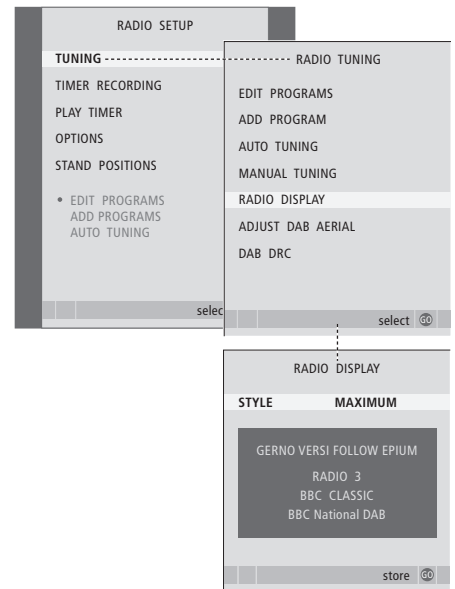 RADIO SETUP
TUNING
TIMER RECORDING
PLAY TIMER
OPTIONS
STAND POSITIONS
• EDIT PROGRAMS
ADD PROGRAMS
AUTO TUNING
selec
RADIO TUNING
EDIT PROGRAMS
ADD PROGRAM
AUTO TUNING
MANUAL TUNING
RADIO DISPLAY
ADJUST DAB AERIAL
DAB DRC
select GO
RADIO DISPLAY
STYLE MAXIMUM
GERNO VERSI FOLLOW EPIUM
RADIO 3
BBC CLASSIC
BBC National DAB
store GO